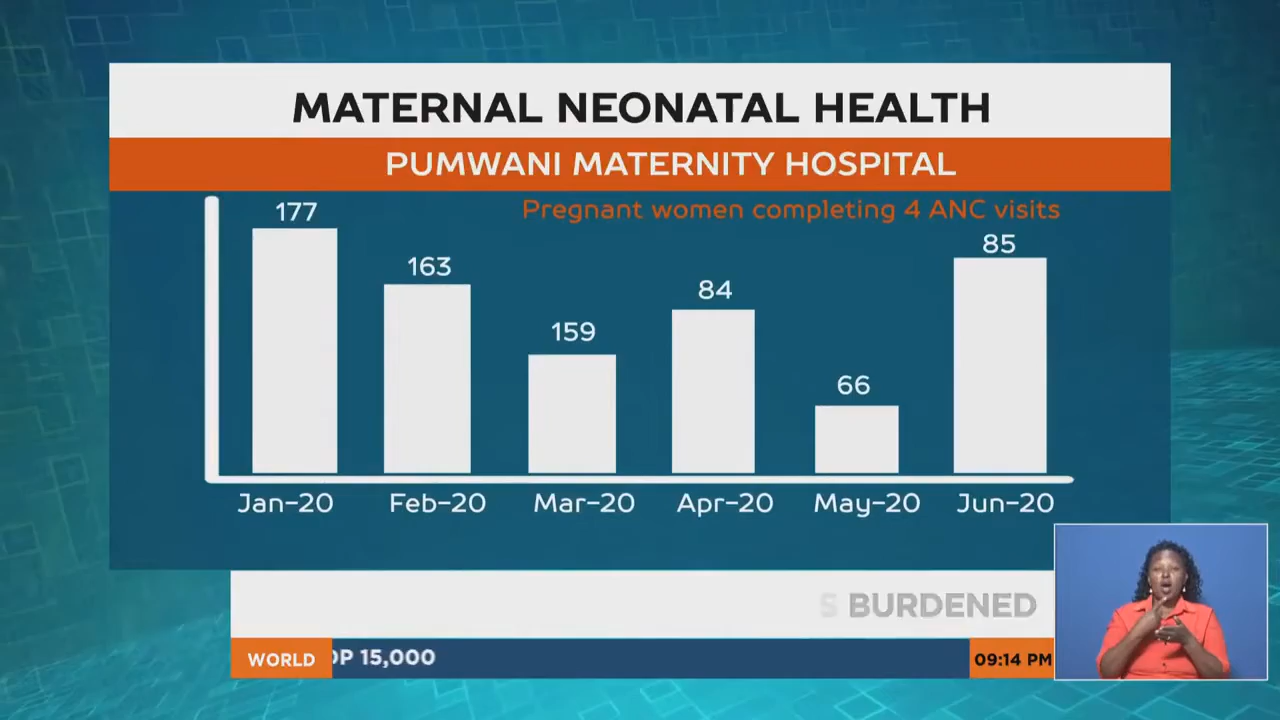 MATERNAL NEONATAL HEALTH
PUMWANI MATERNITY HOSPITAL
Pregnant women completing 4 ANC visits
177
163
159
84
66
85
Jan-20
Feb-20
Mar-20
Apr-20
May-20
Jun-20
S BURDENED
WORLD
OP 15,000
09:14 PM